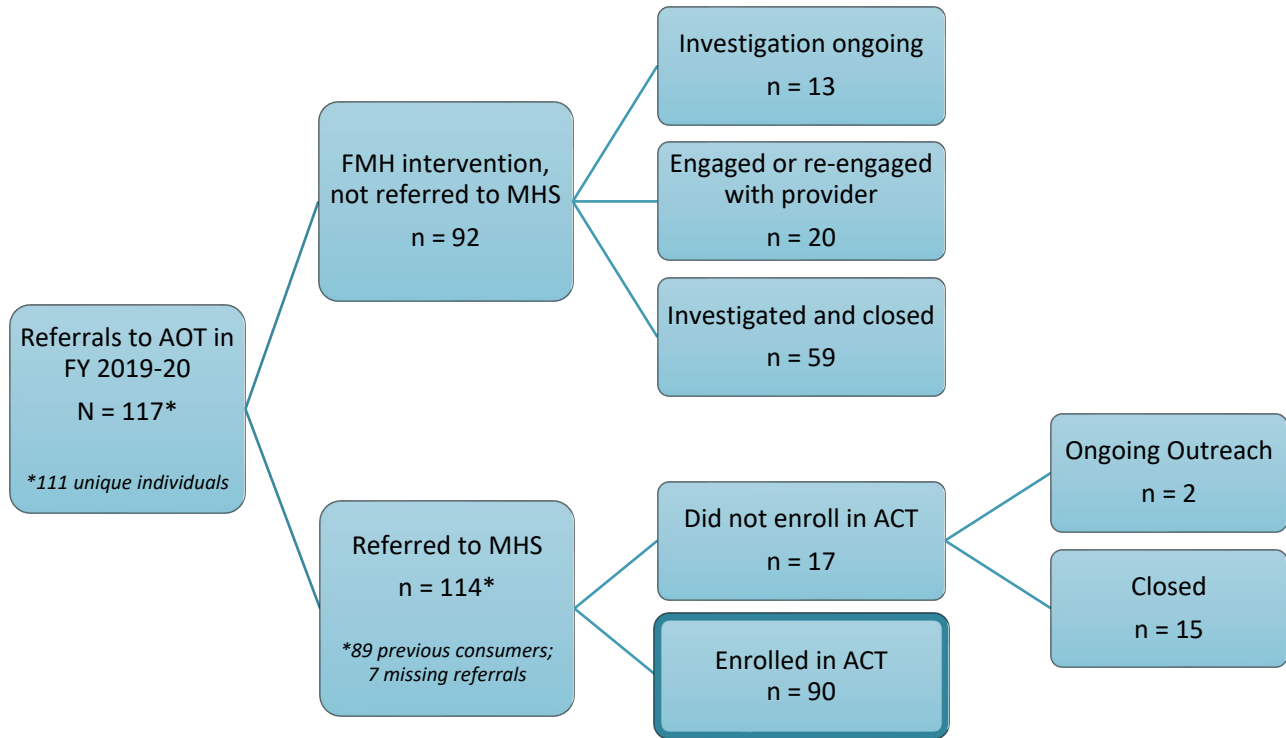 Referrals to AOT in
FY 2019-20
N = 117*
*111 unique individuals
FMH intervention,
not referred to MHS
n = 92
Investigation ongoing
n = 13
Engaged or re-engaged
with provider
n = 20
Investigated and closed
n = 59
Referred to MHS
n = 114*
*89 previous consumers;
7 missing referrals
Did not enroll in ACT
n = 17
Enrolled in ACT
n = 90
Ongoing Outreach
n = 2
Closed
n = 15